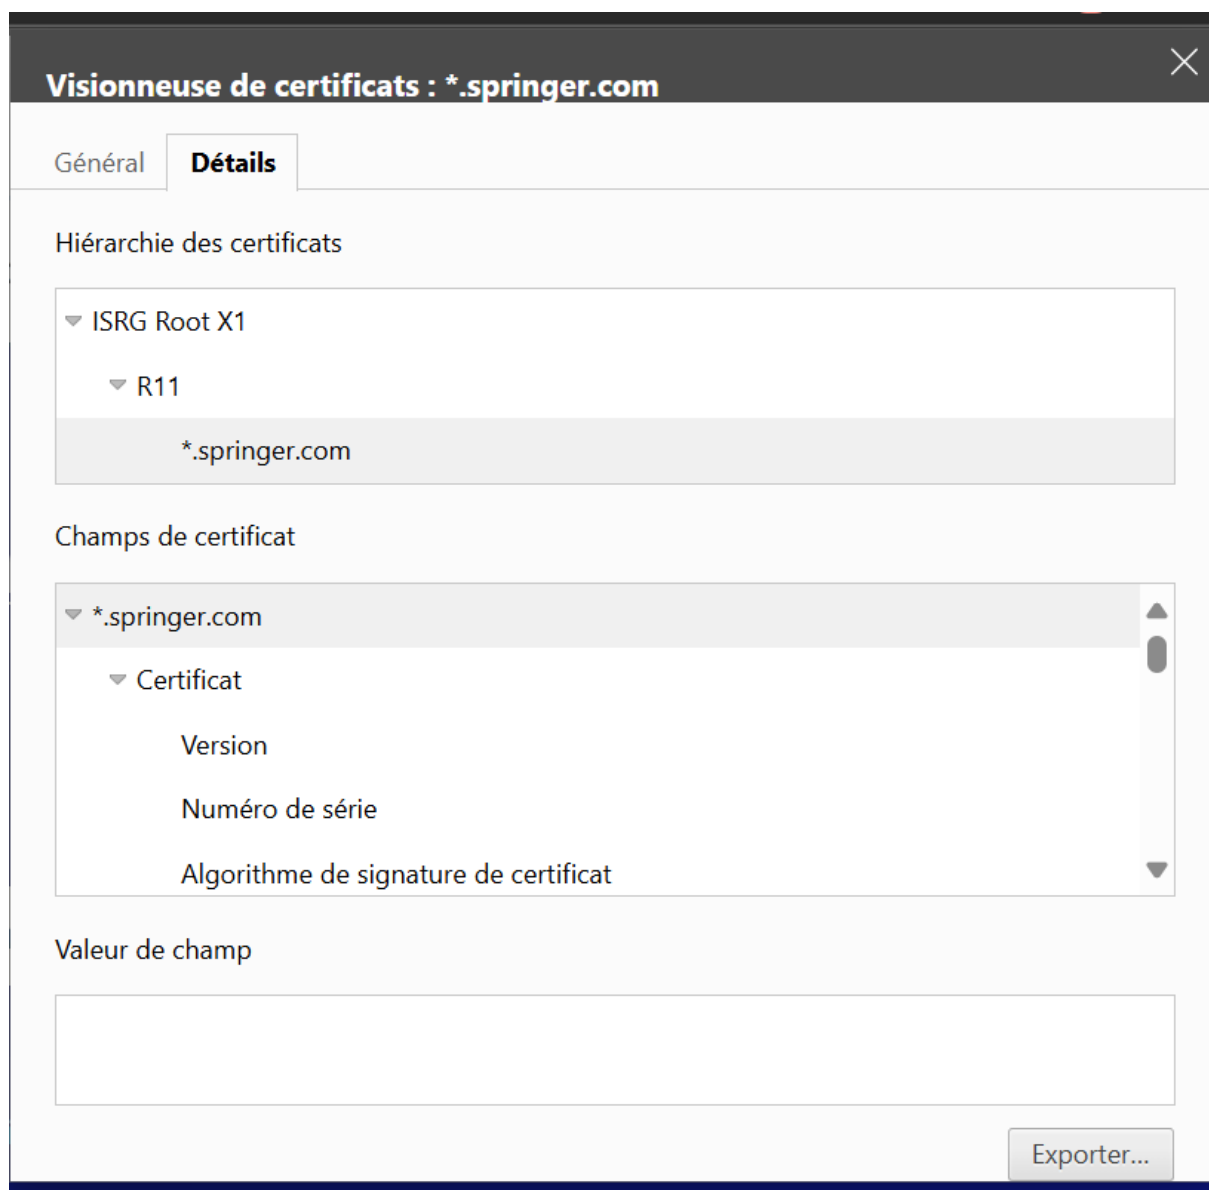 Visionneuse de certificats : *.springer.com
Général
Détails
Hiérarchie des certificats
ISRG Root X1
R11
*.springer.com
Champs de certificat
*.springer.com
Certificat
Version
Numéro de série
Algorithme de signature de certificat
Valeur de champ
Exporter...